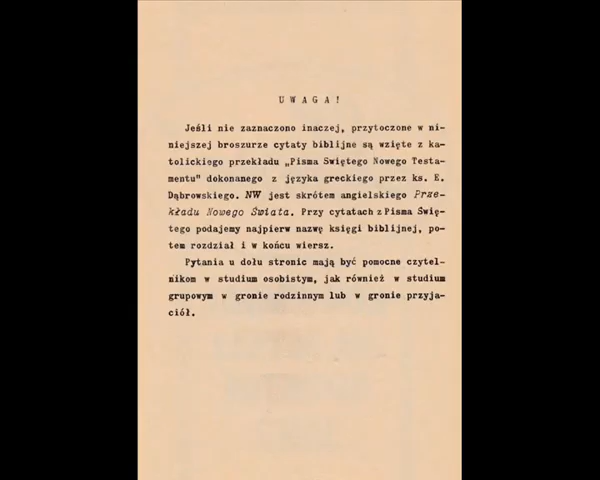 U W A G A !
Jeśli nie zaznaczono inaczej, przytoczone w ni-
niejszej broszurze cytaty biblijne są wzięte z ka-
tolickiego przekładu „Pisma Świętego Nowego Testa-
mentu" dokonanego z języka greckiego przez ks. E.
Dąbrowskiego. NW jest skrótem angielskiego Prze-
kładu Nowego Świata. Przy cytatach z Pisma Świę-
tego podajemy najpierw nazwę księgi biblijnej, po-
tem rozdział i w końcu wiersz.
Pytania u dołu stronic mają być pomocne czytel-
nikom w studium osobistym, jak również w studium
grupowym w gronie rodzinnym lub w gronie przyja-
ciół.